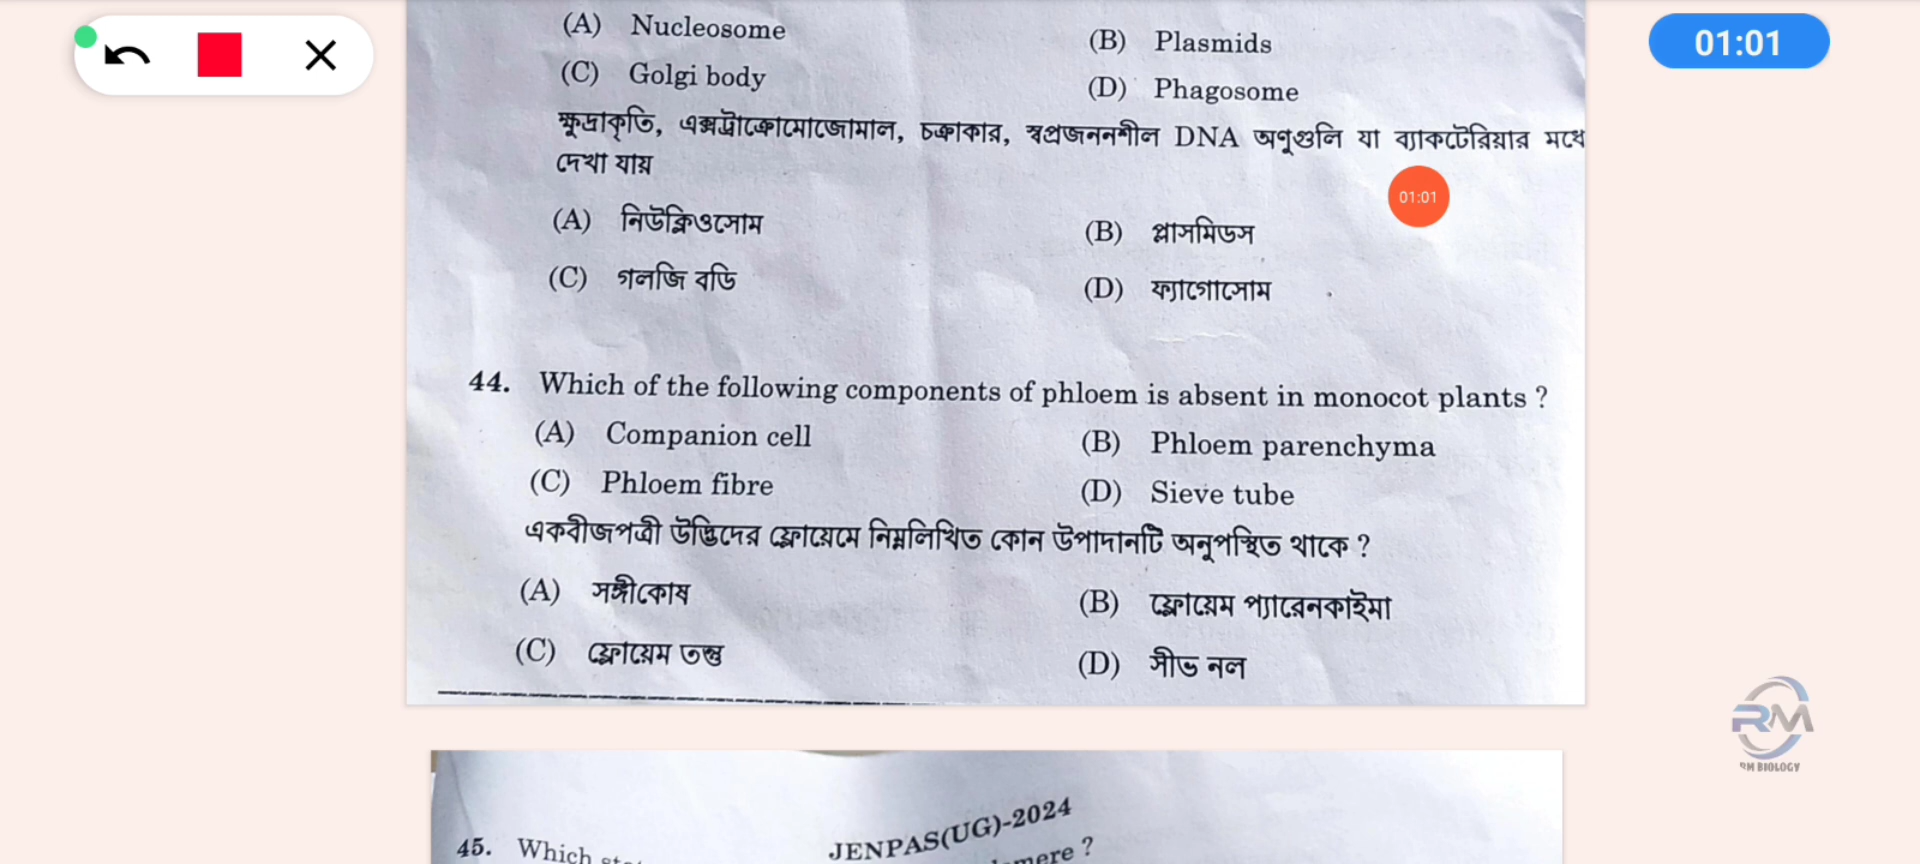 01:01
(A) Nucleosome
(B) Plasmids
(C) Golgi body
(D) Phagosome
ক্ষুদ্রাকৃতি, এক্সট্রাক্রোমোজোমাল, চক্রাকার, স্বপ্রজননশীল DNA অণুগুলি যা ব্যাকটেরিয়ার মধ্যে
দেখা যায়
01:01
(A) নিউক্লিওসোম
(B) প্লাসমিডস
(C) গলজি বডি
(D) ফ্যাগোসোম
44. Which of the following components of phloem is absent in monocot plants ?
(A) Companion cell
(B) Phloem parenchyma
(C) Phloem fibre
(D) Sieve tube
একবীজপত্রী উদ্ভিদের ফ্লোয়েমে নিম্নলিখিত কোন উপাদানটি অনুপস্থিত থাকে ?
(A) সঙ্গীকোষ
(B) ফ্লোয়েম প্যারেনকাইমা
(C) ফ্লোয়েম তন্তু
(D) সীভ নল
RM
RM BIOLOGY
JENPAS(UG)-2024
45. Which
?